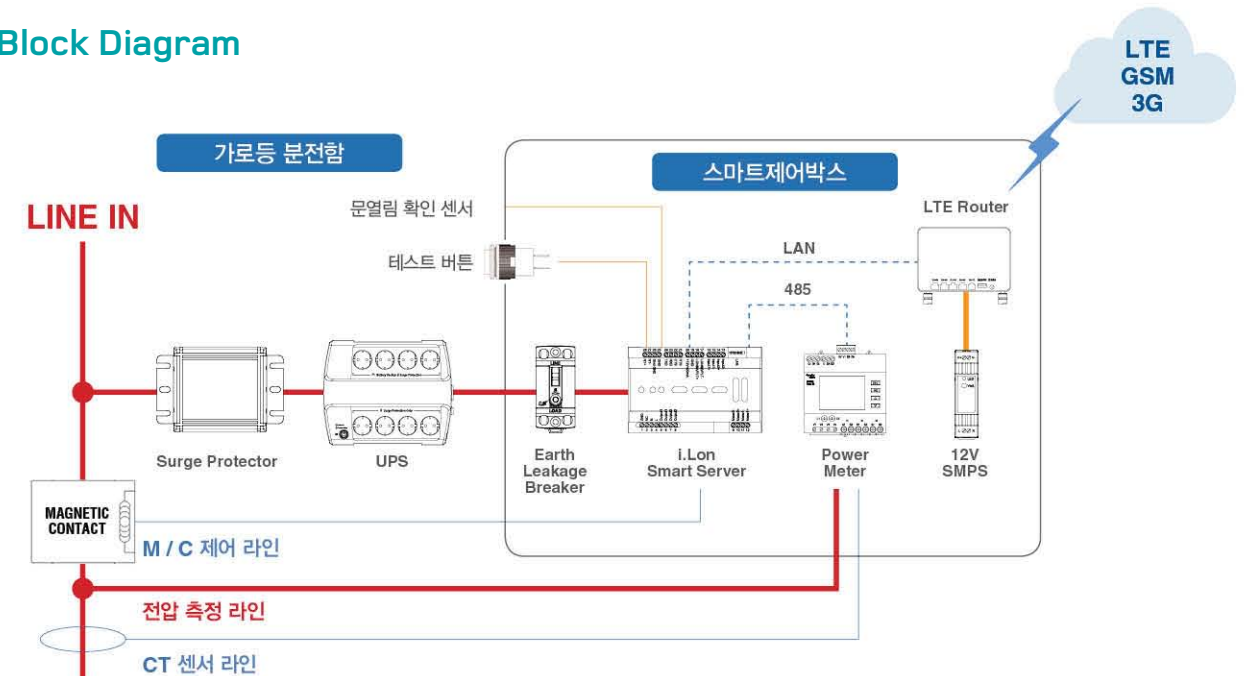 Block Diagram
LTE
GSM
3G
가로등 분전함
스마트제어박스
LINE IN
문열림 확인 센서
테스트 버튼
LTE Router
LAN
485
Surge Protector
UPS
Earth
Leakage
Breaker
i.Lon
Smart Server
Power
Meter
12V
SMPS
MAGNETIC
CONTACT
M / C 제어 라인
전압 측정 라인
CT 센서 라인